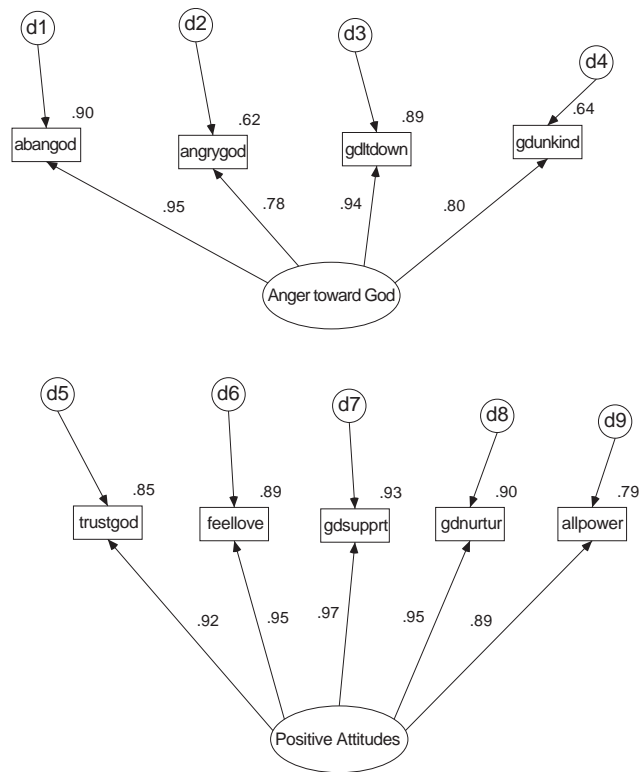 d1
d2
d3
d4
.90
.62
.89
.64
abangod
angrygod
gdltdown
gdunkind
.95
.78
.94
.80
Anger toward God
d5
d6
d7
d8
d9
.85
.89
.93
.90
.79
trustgod
feellove
gdsupprt
gdnurtur
allpower
.92
.95
.97
.95
.89
Positive Attitudes